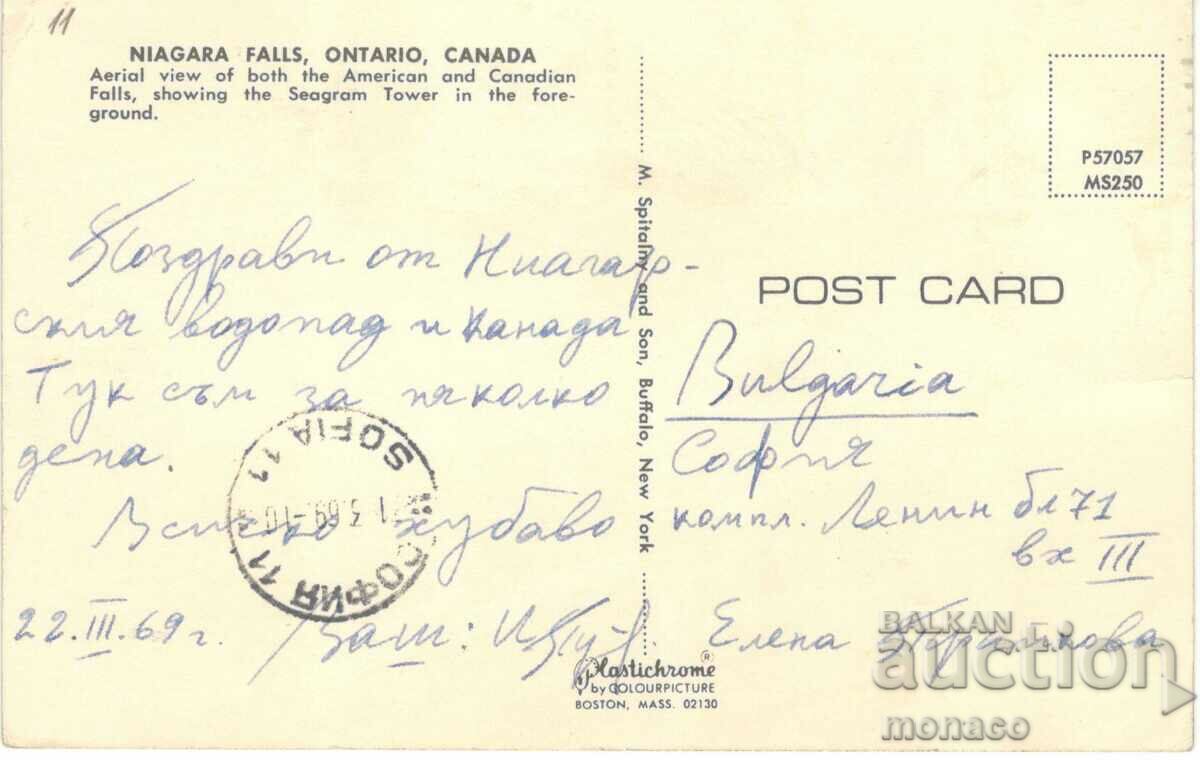 11
NIAGARA FALLS, ONTARIO, CANADA
Aerial view of both the American and Canadian
Falls, showing the Seagram Tower in the fore-
ground.
Поздрави от Ниагар-
ския водопад и Канада
Тук съм за няколко
дена.
Всичко хубаво
22.III.69 г. Ваш:
SOFIA 11
СОФИЯ 11
M. Spitalny and Son, Buffalo, New York
Plastichrome®
by COLOURPICTURE
BOSTON, MASS. 02130
P57057
MS250
POST CARD
Bulgaria
София
компл. Ленин бл 71
вх III
Елена
BALKAN
auction
monaco